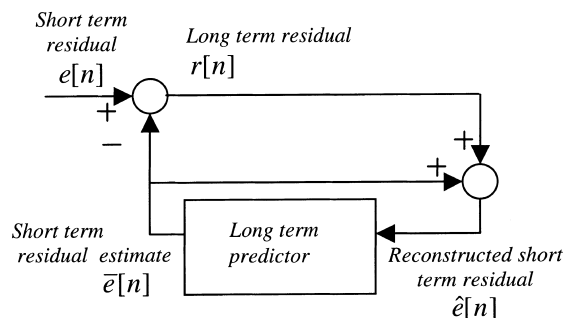 Short term
residual
e[n]
Long term residual
r[n]
+
−
+
+
Short term
residual estimate
e̅[n]
Long term
predictor
Reconstructed short
term residual
ê[n]